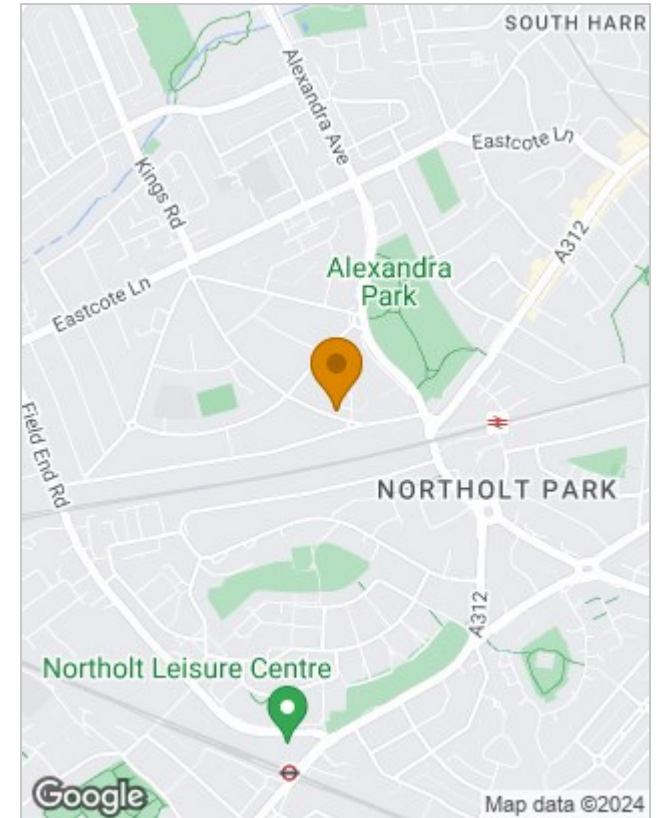 SOUTH HARR
Alexandra Ave
Eastcote Ln
Kings Rd
A312
Alexandra
Park
Eastcote Ln
Field End Rd
NORTHOLT PARK
A312
Northolt Leisure Centre
Google
Map data ©2024